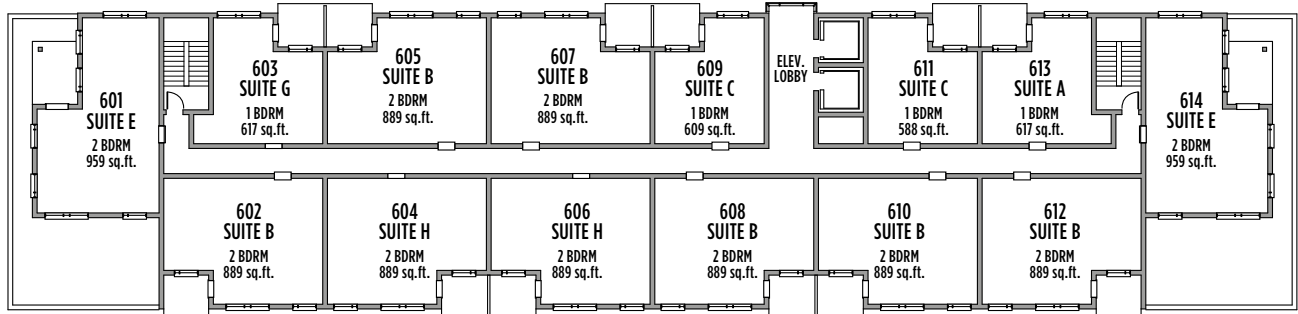 601
SUITE E
2 BDRM
959 sq.ft.
603
SUITE G
1 BDRM
617 sq.ft.
605
SUITE B
2 BDRM
889 sq.ft.
607
SUITE B
2 BDRM
889 sq.ft.
609
SUITE C
1 BDRM
609 sq.ft.
ELEV.
LOBBY
611
SUITE C
1 BDRM
588 sq.ft.
613
SUITE A
1 BDRM
617 sq.ft.
614
SUITE E
2 BDRM
959 sq.ft.
602
SUITE B
2 BDRM
889 sq.ft.
604
SUITE H
2 BDRM
889 sq.ft.
606
SUITE H
2 BDRM
889 sq.ft.
608
SUITE B
2 BDRM
889 sq.ft.
610
SUITE B
2 BDRM
889 sq.ft.
612
SUITE B
2 BDRM
889 sq.ft.